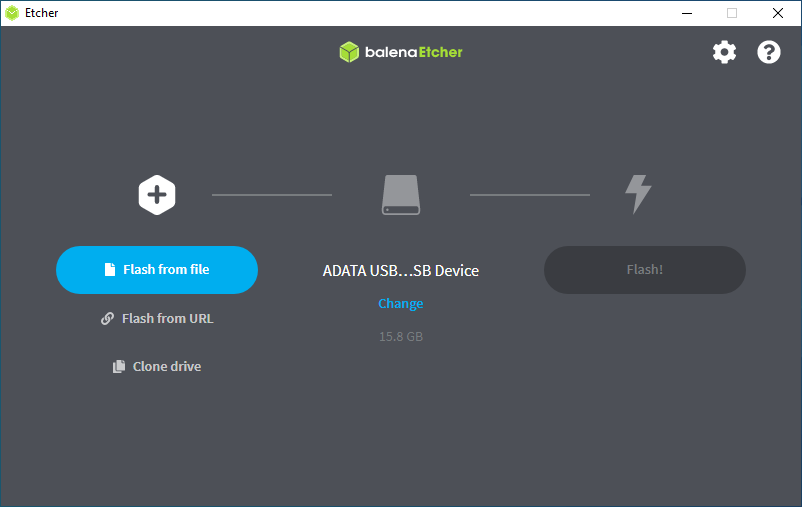 Etcher
balenaEtcher
Flash from file
Flash from URL
Clone drive
ADATA USB...SB Device
Change
15.8 GB
Flash!